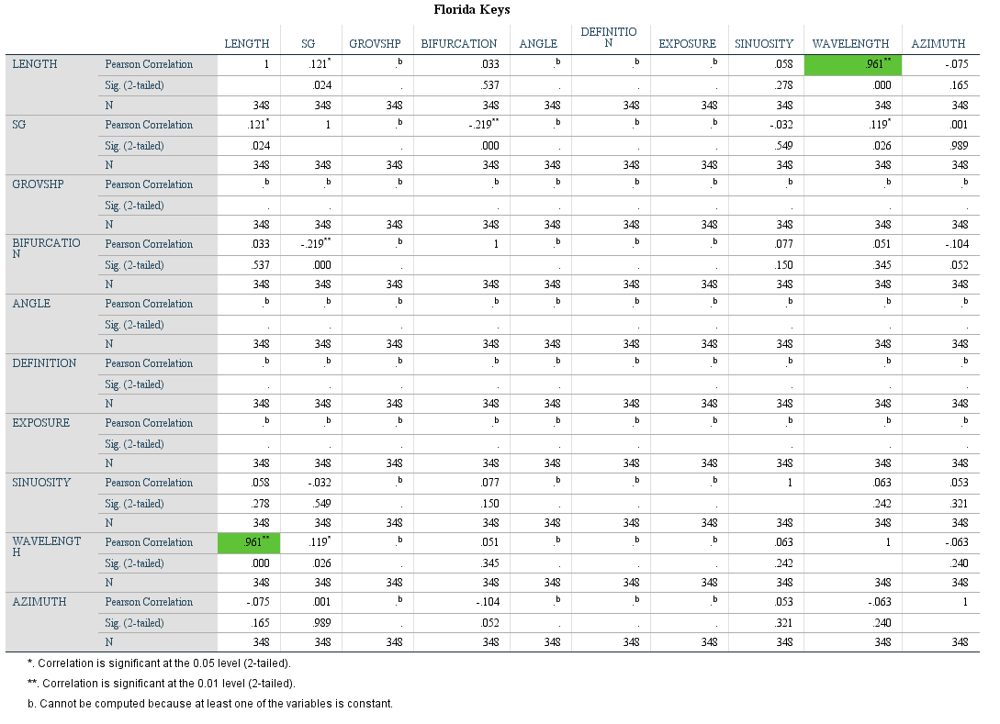 Florida Keys
LENGTH SG GROVSHP BIFURCATION ANGLE DEFINITIO
N EXPOSURE SINUOSITY WAVELENGTH AZIMUTH
LENGTH Pearson Correlation 1 .121* .b .033 .b .b .b .058 .961** -.075
Sig. (2-tailed) .024 . .537 . . . .278 .000 .165
N 348 348 348 348 348 348 348 348 348 348
SG Pearson Correlation .121* 1 .b -.219** .b .b .b -.032 .119* .001
Sig. (2-tailed) .024 . .000 . . . .549 .026 .989
N 348 348 348 348 348 348 348 348 348 348
GROVSHP Pearson Correlation .b .b .b .b .b .b .b .b .b .b
Sig. (2-tailed) . . . . . . . . .
N 348 348 348 348 348 348 348 348 348 348
BIFURCATIO
N Pearson Correlation .033 -.219** .b 1 .b .b .b .077 .051 -.104
Sig. (2-tailed) .537 .000 . . . . .150 .345 .052
N 348 348 348 348 348 348 348 348 348 348
ANGLE Pearson Correlation .b .b .b .b .b .b .b .b .b .b
Sig. (2-tailed) . . . . . . . . .
N 348 348 348 348 348 348 348 348 348 348
DEFINITION Pearson Correlation .b .b .b .b .b .b .b .b .b .b
Sig. (2-tailed) . . . . . . . . .
N 348 348 348 348 348 348 348 348 348 348
EXPOSURE Pearson Correlation .b .b .b .b .b .b .b .b .b .b
Sig. (2-tailed) . . . . . . . . .
N 348 348 348 348 348 348 348 348 348 348
SINUOSITY Pearson Correlation .058 -.032 .b .077 .b .b .b 1 .063 .053
Sig. (2-tailed) .278 .549 . .150 . . . .242 .321
N 348 348 348 348 348 348 348 348 348 348
WAVELENGT
H Pearson Correlation .961** .119* .b .051 .b .b .b .063 1 -.063
Sig. (2-tailed) .000 .026 . .345 . . . .242 .240
N 348 348 348 348 348 348 348 348 348 348
AZIMUTH Pearson Correlation -.075 .001 .b -.104 .b .b .b .053 -.063 1
Sig. (2-tailed) .165 .989 . .052 . . . .321 .240
N 348 348 348 348 348 348 348 348 348 348
*. Correlation is significant at the 0.05 level (2-tailed).
**. Correlation is significant at the 0.01 level (2-tailed).
b. Cannot be computed because at least one of the variables is constant.